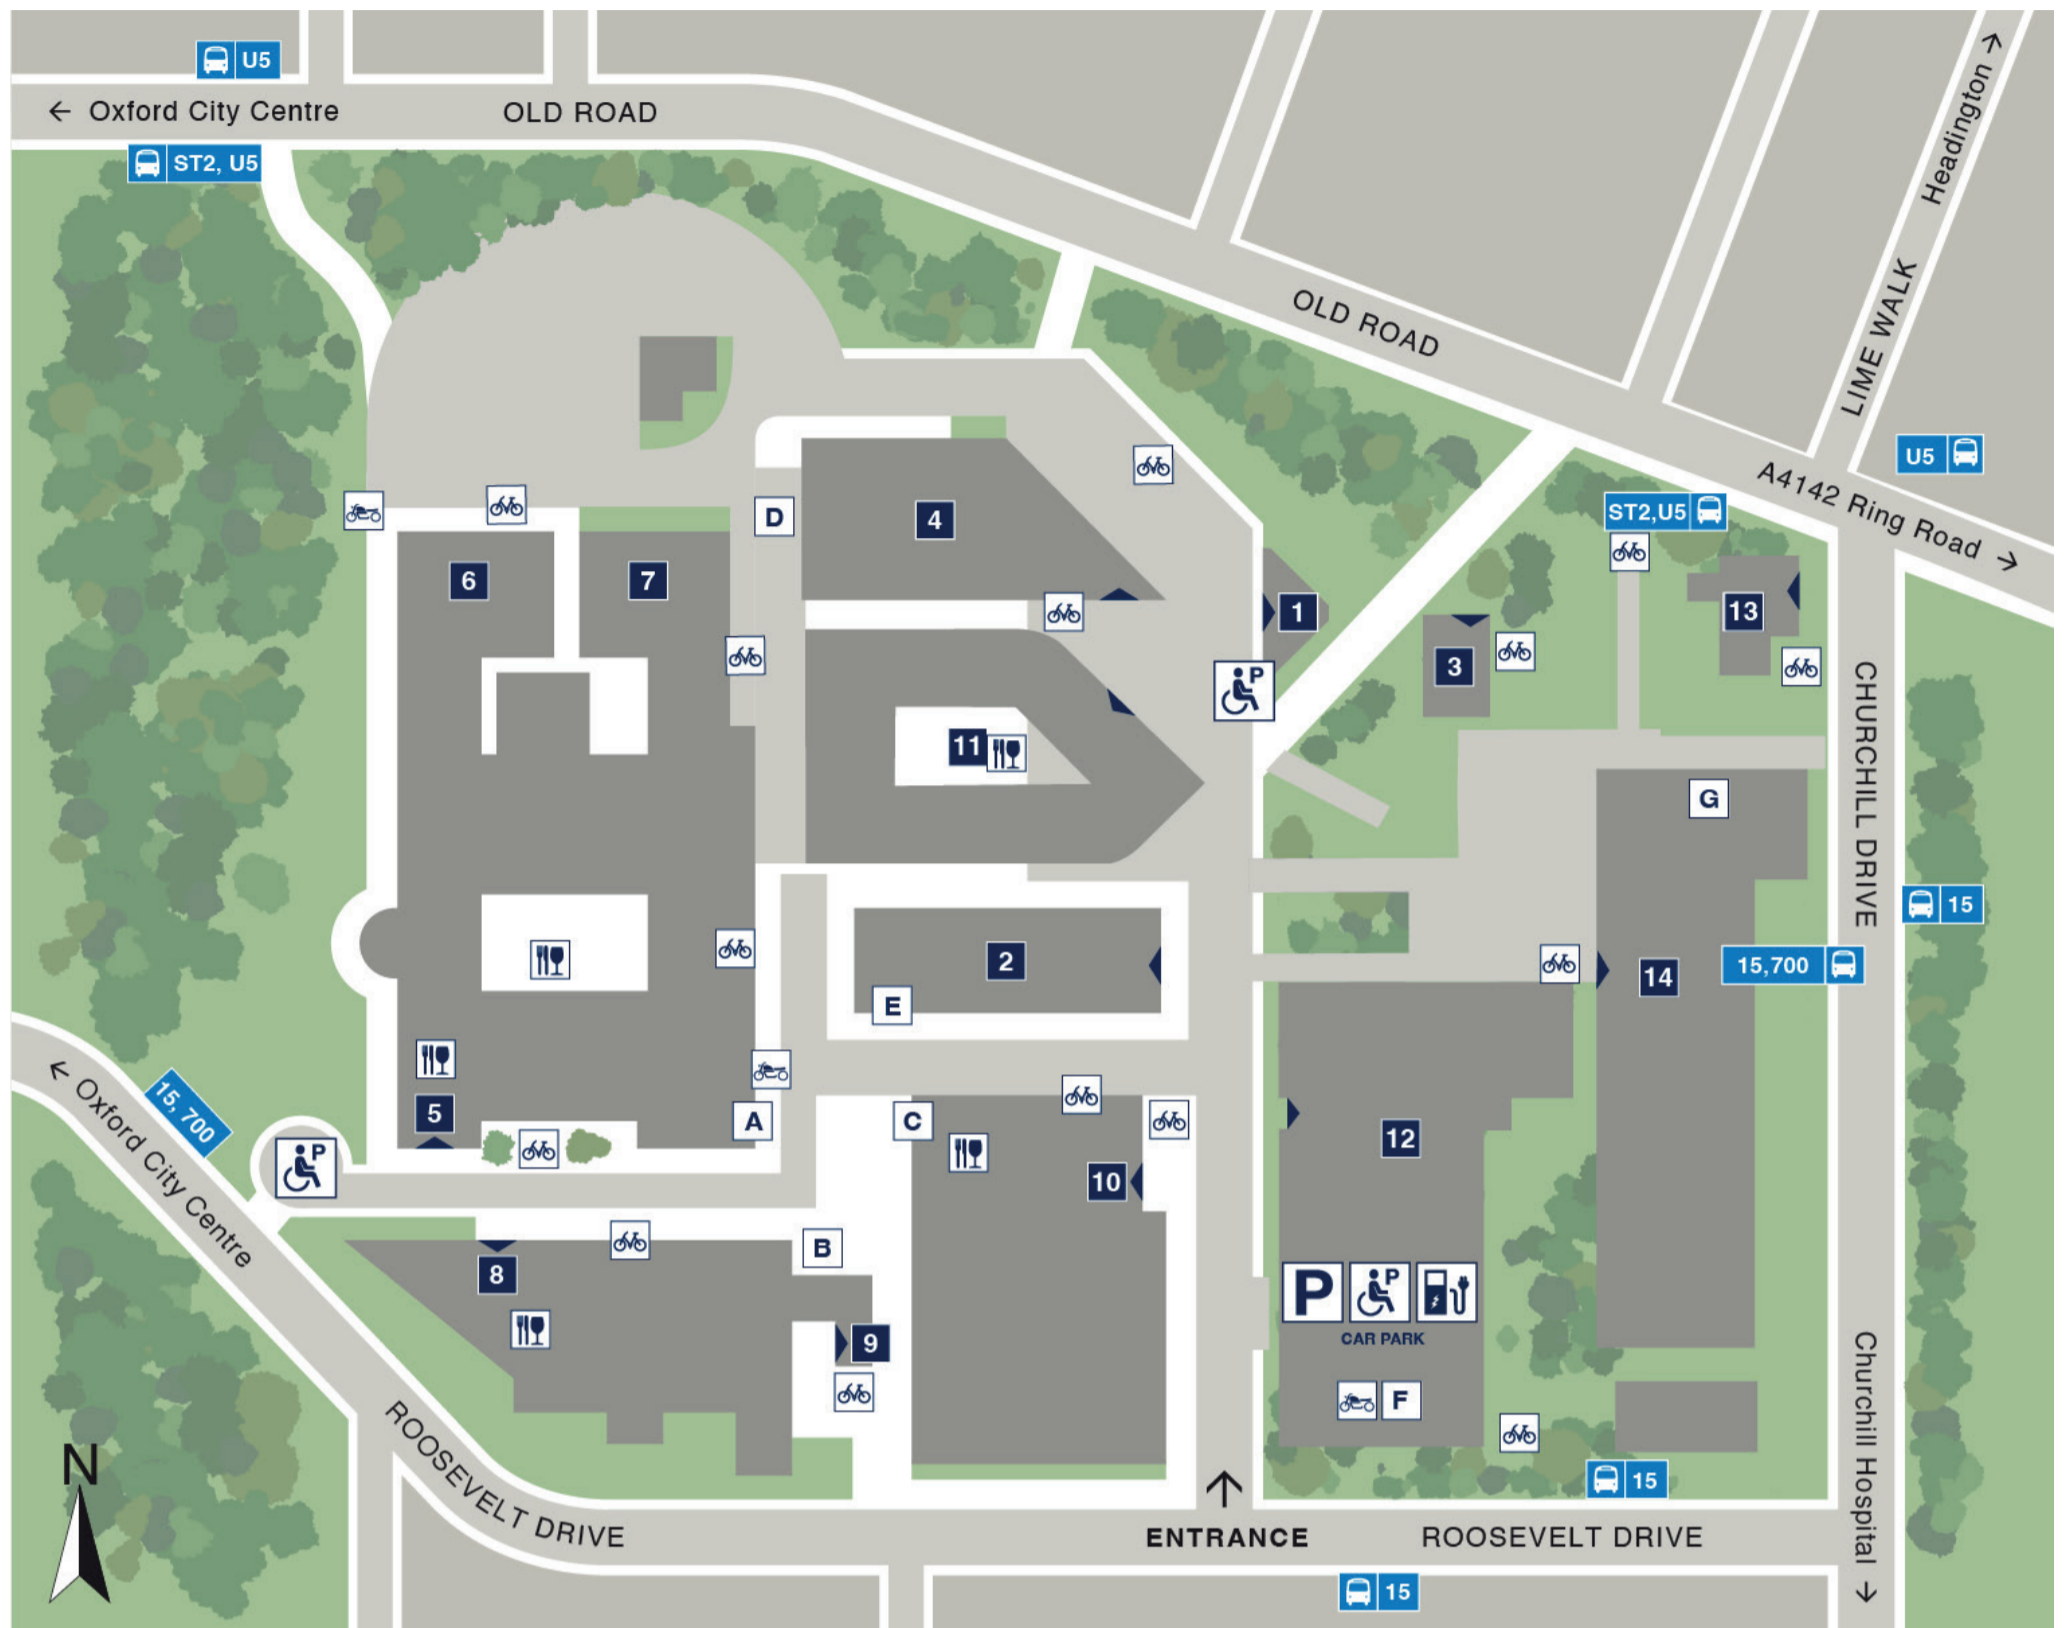 U5
← Oxford City Centre
OLD ROAD
ST2, U5
Headington →
LIME WALK
OLD ROAD
U5
A4142 Ring Road →
ST2,U5
D
4
6
7
1
13
3
11
G
CHURCHILL DRIVE
15
2
15,700
14
E
← Oxford City Centre
15, 700
5
A
C
12
10
P
B
8
P
P
CAR PARK
9
F
Churchill Hospital →
N
ROOSEVELT DRIVE
15
ENTRANCE
ROOSEVELT DRIVE
15
P